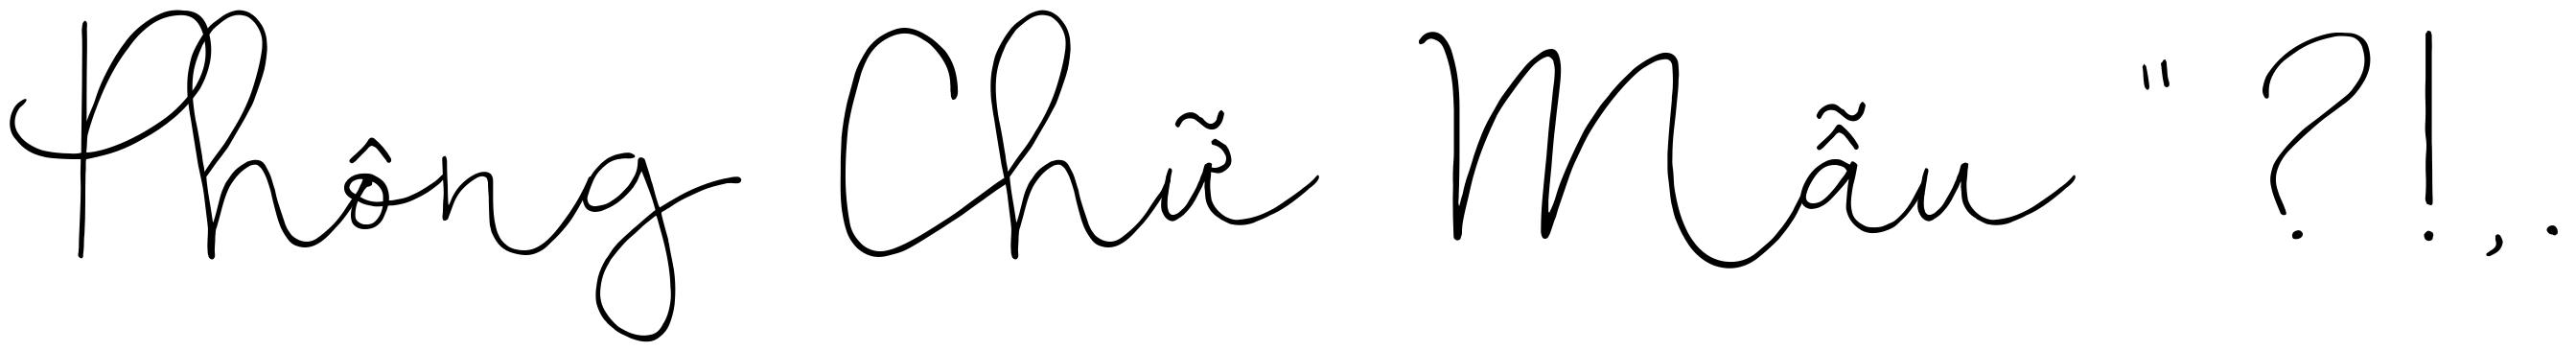 Phông Chữ Mẫu " ? ! , .